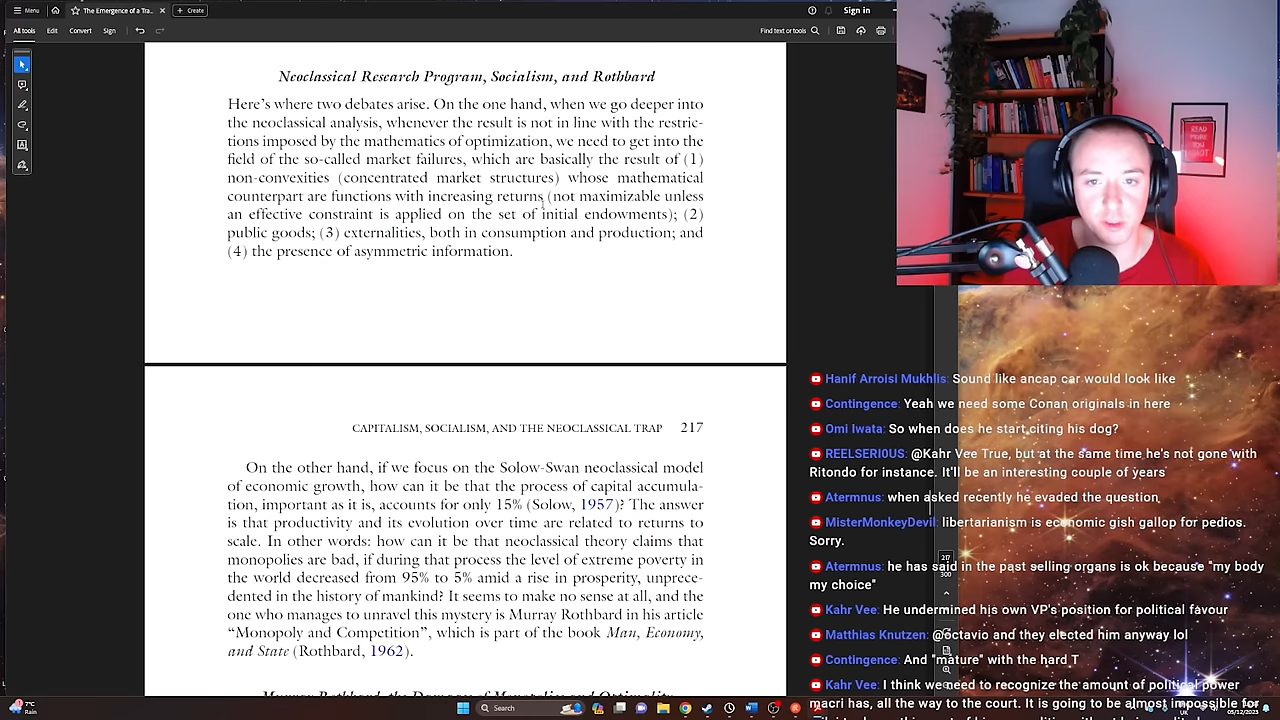 Menu
The Emergence of a Tra...
Create
Sign in
All tools Edit Convert Sign
Find text or tools
Neoclassical Research Program, Socialism, and Rothbard
Here's where two debates arise. On the one hand, when we go deeper into
the neoclassical analysis, whenever the result is not in line with the restric-
tions imposed by the mathematics of optimization, we need to get into the
field of the so-called market failures, which are basically the result of (1)
non-convexities (concentrated market structures) whose mathematical
counterpart are functions with increasing returns (not maximizable unless
an effective constraint is applied on the set of initial endowments); (2)
public goods; (3) externalities, both in consumption and production; and
(4) the presence of asymmetric information.
CAPITALISM, SOCIALISM, AND THE NEOCLASSICAL TRAP 217
On the other hand, if we focus on the Solow-Swan neoclassical model
of economic growth, how can it be that the process of capital accumula-
tion, important as it is, accounts for only 15% (Solow, 1957)? The answer
is that productivity and its evolution over time are related to returns to
scale. In other words: how can it be that neoclassical theory claims that
monopolies are bad, if during that process the level of extreme poverty in
the world decreased from 95% to 5% amid a rise in prosperity, unprece-
dented in the history of mankind? It seems to make no sense at all, and the
one who manages to unravel this mystery is Murray Rothbard in his article
"Monopoly and Competition", which is part of the book Man, Economy,
and State (Rothbard, 1962).
Murray Rothbard, the Damages of Monopolies and Optimality
READ
MORE
YOU
Hanif Arroisi Mukhlis: Sound like ancap car would look like
Contingence: Yeah we need some Conan originals in here
Omi Iwata: So when does he start citing his dog?
REELSERI0US: @Kahr Vee True, but at the same time he's not gone with
Ritondo for instance. It'll be an interesting couple of years
Atermnus: when asked recently he evaded the question
MisterMonkeyDevil: libertarianism is economic gish gallop for pedios.
Sorry.
Atermnus: he has said in the past selling organs is ok because "my body
my choice"
Kahr Vee: He undermined his own VP's position for political favour
Matthias Knutzen: @octavio and they elected him anyway lol
Contingence: And "mature" with the hard T
Kahr Vee: I think we need to recognize the amount of political power
macri has, all the way to the court. It is going to be almost impossible for
217
300
7°C
Rain
Search
05/12/2023